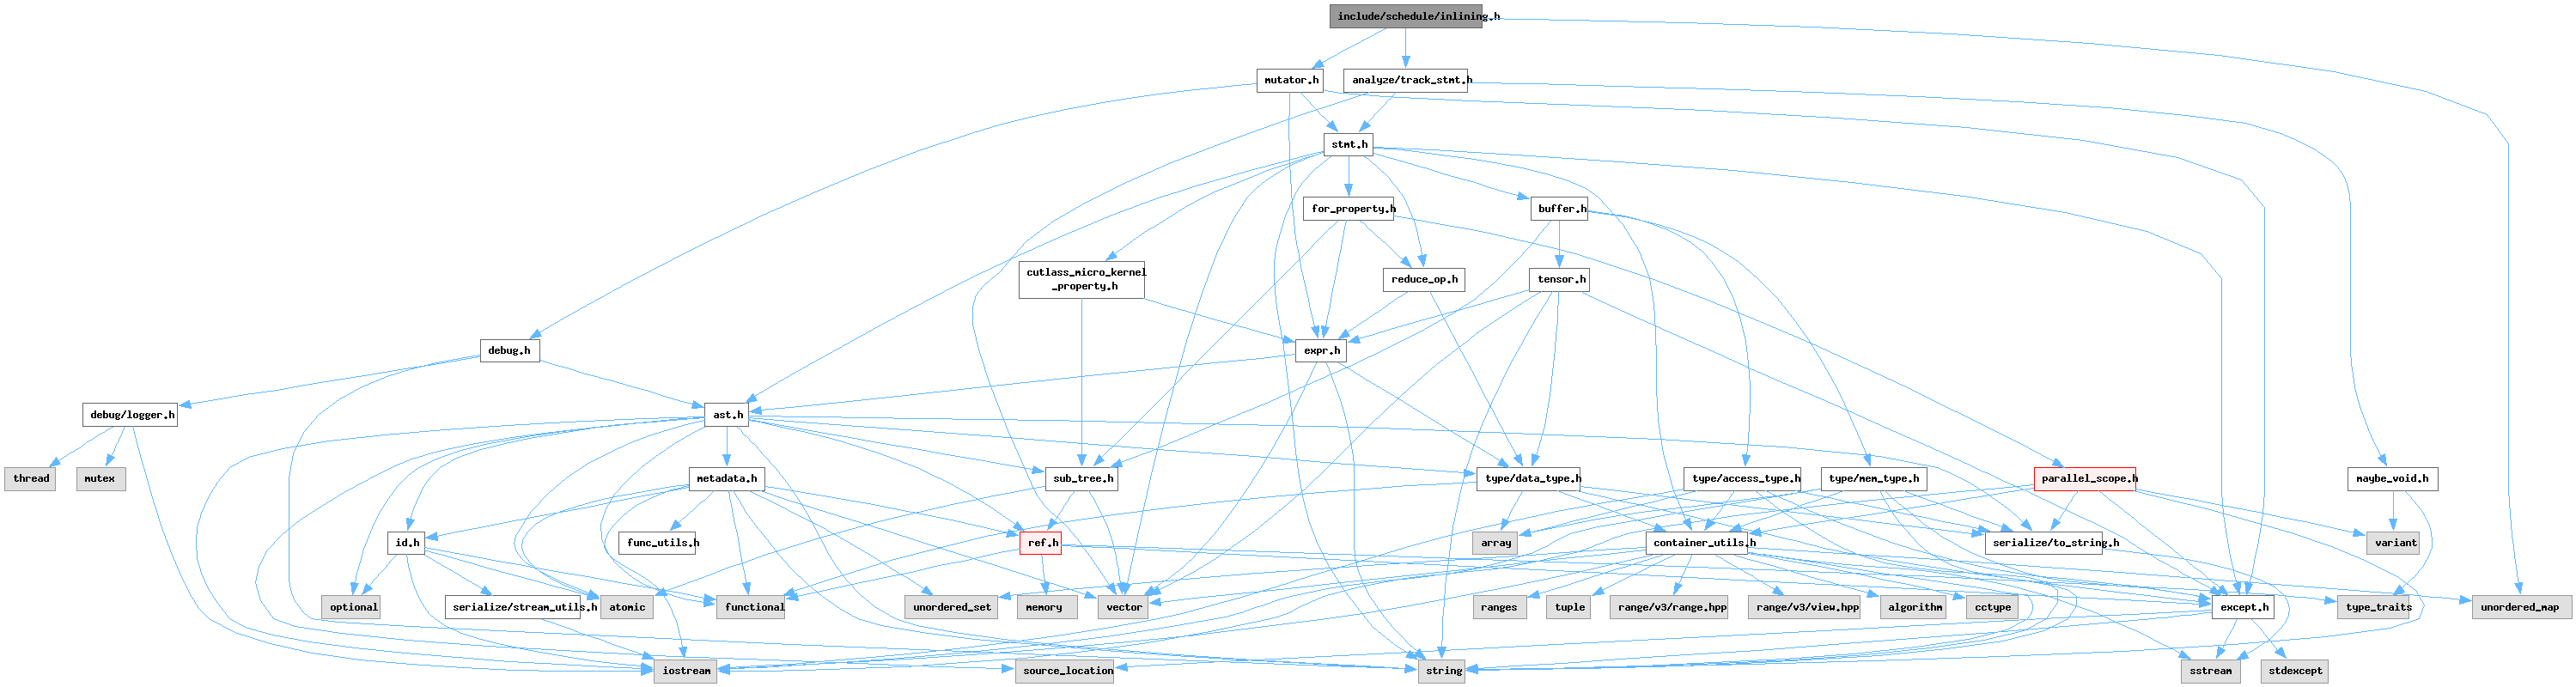 include/schedule/inlining.h
mutator.h
analyze/track_stmt.h
stmt.h
for_property.h
buffer.h
cutlass_micro_kernel
_property.h
reduce_op.h
tensor.h
debug.h
expr.h
debug/logger.h
ast.h
thread
mutex
metadata.h
sub_tree.h
type/data_type.h
type/access_type.h
type/mem_type.h
parallel_scope.h
maybe_void.h
id.h
func_utils.h
ref.h
array
container_utils.h
serialize/to_string.h
variant
optional
serialize/stream_utils.h
atomic
functional
unordered_set
memory
vector
ranges
tuple
range/v3/range.hpp
range/v3/view.hpp
algorithm
cctype
except.h
type_traits
unordered_map
iostream
source_location
string
sstream
stdexcept